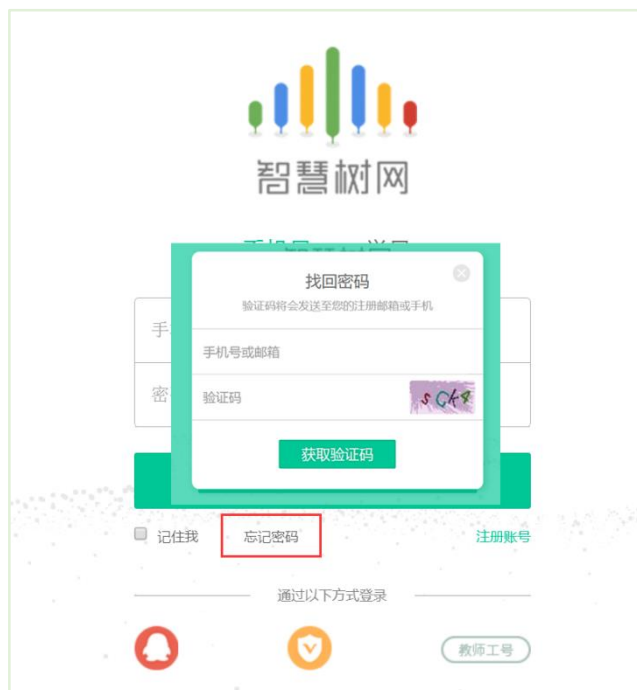 智慧树网
找回密码
验证码将会发送至您的注册邮箱或手机
手
手机号或邮箱
密
验证码
sCK4
获取验证码
记住我
忘记密码
注册账号
通过以下方式登录
教师工号